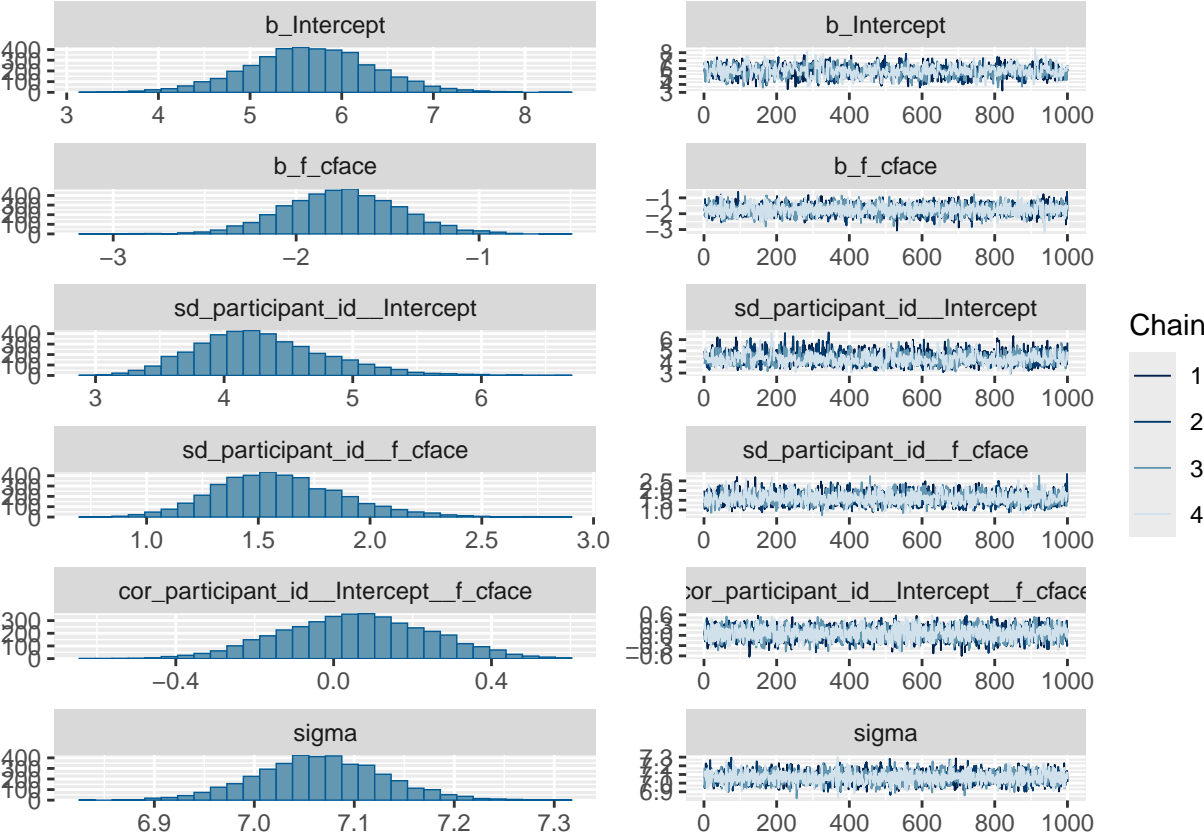 b_Intercept
b_Intercept
400
300
200
100
0
3 4 5 6 7 8
8
7
6
5
4
3
0 200 400 600 800 1000
b_f_cface
b_f_cface
400
300
200
100
0
−3 −2 −1
−1
−2
−3
0 200 400 600 800 1000
sd_participant_id__Intercept
sd_participant_id__Intercept
400
300
200
100
0
3 4 5 6
6
5
4
3
0 200 400 600 800 1000
Chain
1
2
3
4
sd_participant_id__f_cface
sd_participant_id__f_cface
400
300
200
100
0
1.0 1.5 2.0 2.5 3.0
2.5
2.0
1.5
1.0
0 200 400 600 800 1000
cor_participant_id__Intercept__f_cface
cor_participant_id__Intercept__f_cface
300
200
100
0
−0.4 0.0 0.4
0.6
0.3
0.0
−0.3
−0.6
0 200 400 600 800 1000
sigma
sigma
400
300
200
100
0
6.9 7.0 7.1 7.2 7.3
7.3
7.2
7.1
7.0
6.9
0 200 400 600 800 1000